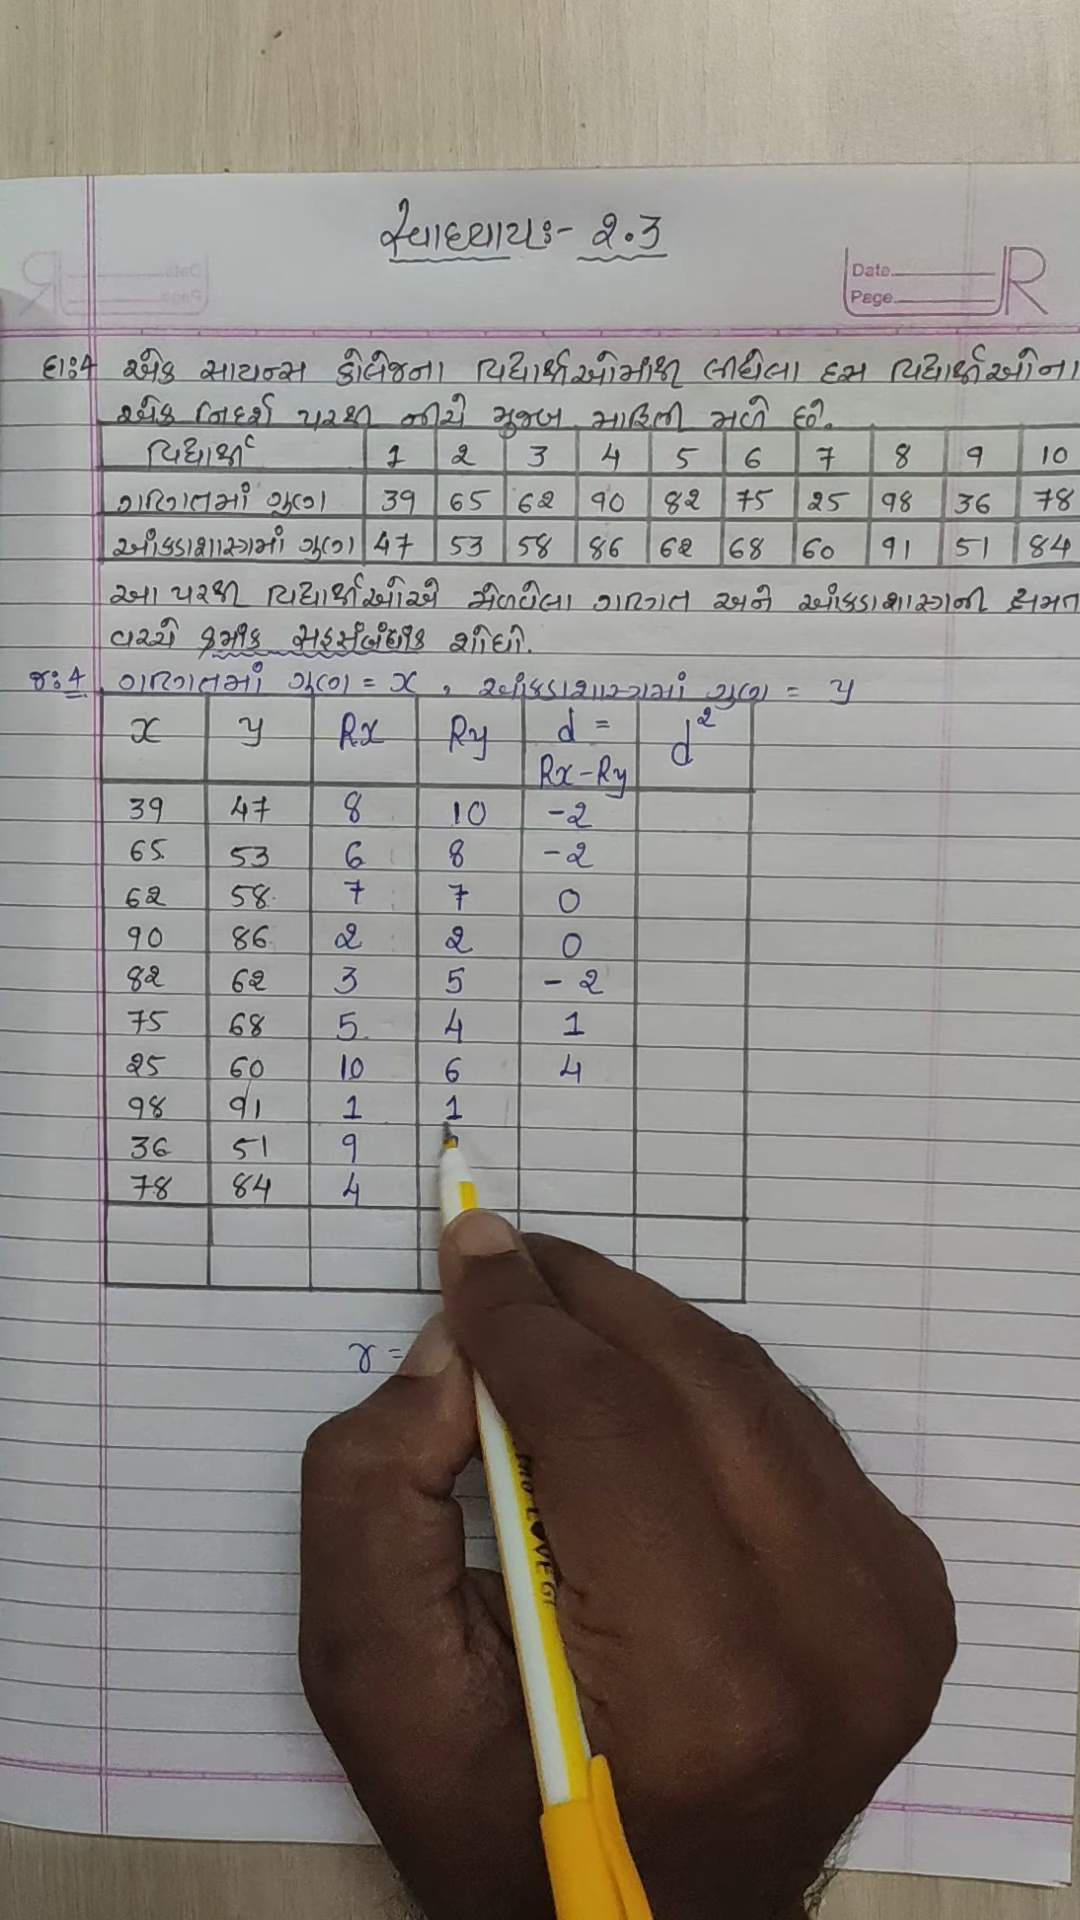 સ્વાધ્યાય:- 2.3
Date
Page
R
દા:4 એક સાયન્સ કોલેજના વિદ્યાર્થીઓમાંથી લીધેલા દસ વિદ્યાર્થીઓના
એક નિદર્શ પરથી નીચે મુજબ માહિતી મળે છે.
વિદ્યાર્થી 1 2 3 4 5 6 7 8 9 10
ગણિતમાં ગુણ 39 65 62 90 82 75 25 98 36 78
આંકડાશાસ્ત્રમાં ગુણ 47 53 58 86 62 68 60 91 51 84
આ પરથી વિદ્યાર્થીઓએ મેળવેલા ગણિત અને આંકડાશાસ્ત્રની
વચ્ચે ક્રમાંક સહસંબંધાંક શોધો.
જ:4 ગણિતમાં ગુણ = x , આંકડાશાસ્ત્રમાં ગુણ = y
x y Rx Ry d = Rx-Ry d²
39 47 8 10 -2
65 53 6 8 -2
62 58 7 7 0
90 86 2 2 0
82 62 3 5 -2
75 68 5 4 1
25 60 10 6 4
98 91 1 1
36 51 9
78 84 4
r =